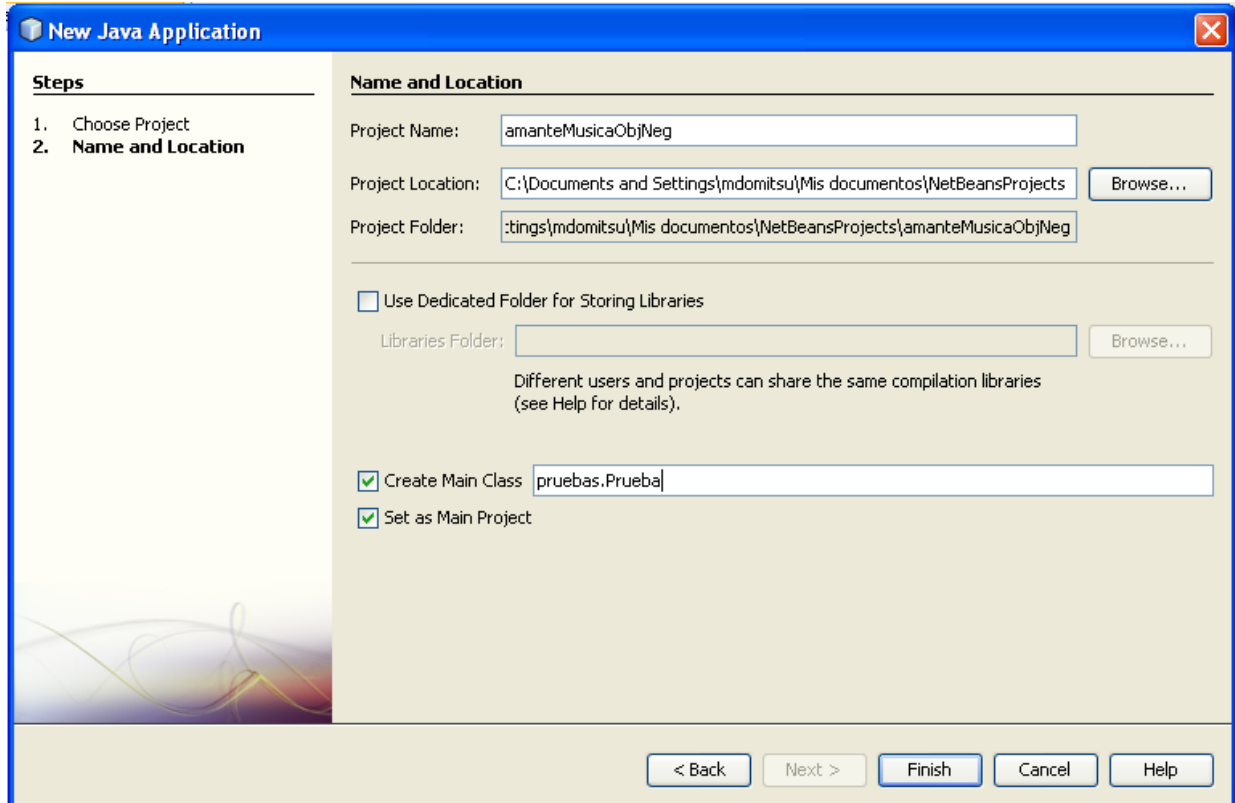 New Java Application
Steps
1. Choose Project
2. Name and Location
Name and Location
Project Name: amanteMusicaObjNeg
Project Location: C:\Documents and Settings\mdomitsu\Mis documentos\NetBeansProjects Browse...
Project Folder: :tings\mdomitsu\Mis documentos\NetBeansProjects\amanteMusicaObjNeg
Use Dedicated Folder for Storing Libraries
Libraries Folder: Browse...
Different users and projects can share the same compilation libraries
(see Help for details).
Create Main Class pruebas.Prueba
Set as Main Project
< Back Next > Finish Cancel Help